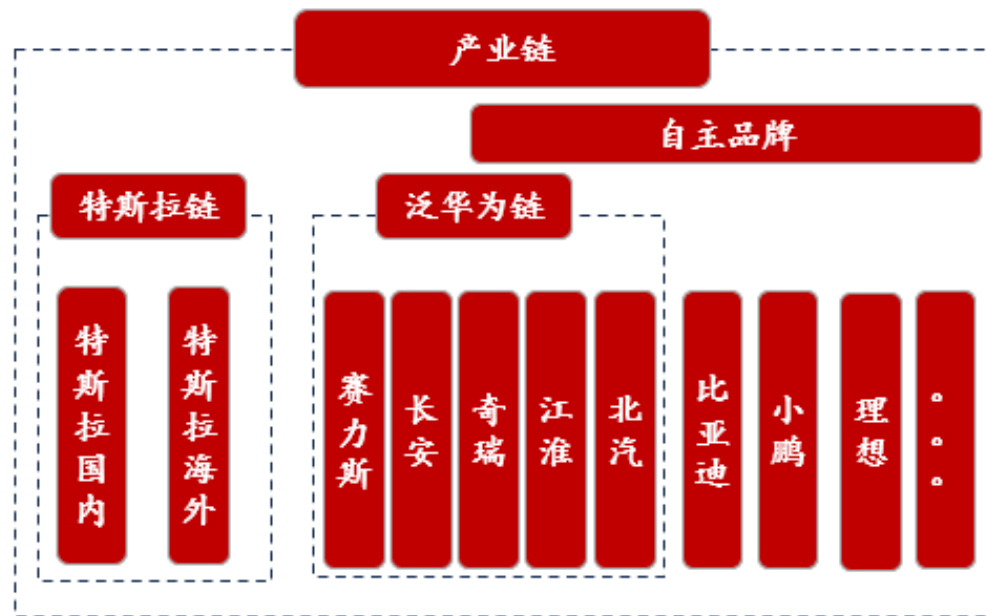 产业链
自主品牌
特斯拉链
泛华为链
特斯拉国内
特斯拉海外
赛力斯
长安
奇瑞
江淮
北汽
比亚迪
小鹏
理想
。。。